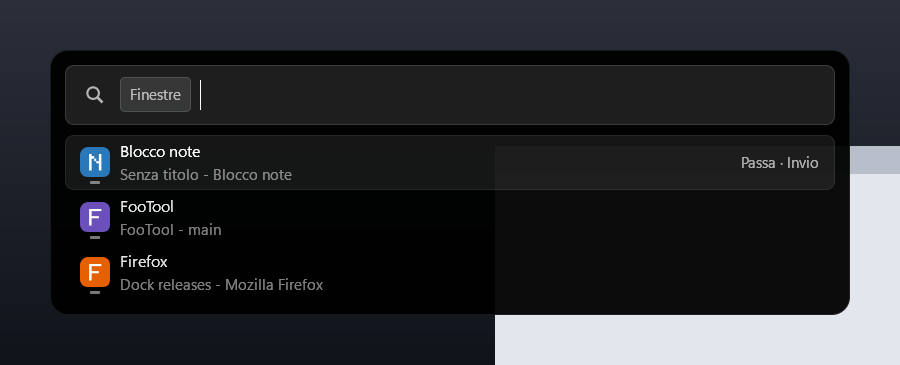 Finestre
Blocco note
Senza titolo - Blocco note
Passa · Invio
FooTool
FooTool - main
Firefox
Dock releases - Mozilla Firefox